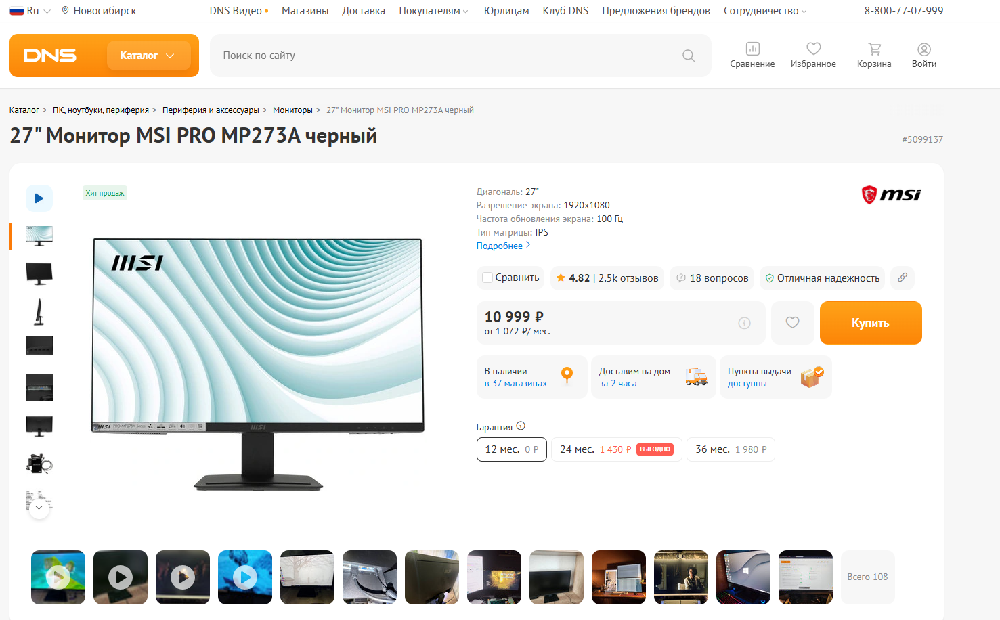 Ru Новосибирск DNS Видео Магазины Доставка Покупателям Юрлицам Клуб DNS Предложения брендов Сотрудничество 8-800-77-07-999
DNS Каталог Поиск по сайту Сравнение Избранное Корзина Войти
Каталог > ПК, ноутбуки, периферия > Периферия и аксессуары > Мониторы > 27" Монитор MSI PRO MP273A черный
27" Монитор MSI PRO MP273A черный
#5099137
Хит продаж
msi
Диагональ: 27"
Разрешение экрана: 1920x1080
Частота обновления экрана: 100 Гц
Тип матрицы: IPS
Подробнее >
Сравнить 4.82 | 2.5k отзывов 18 вопросов Отличная надежность
10 999 ₽
от 1 072 ₽/ мес.
Купить
В наличии
в 37 магазинах
Доставим на дом
за 2 часа
Пункты выдачи
доступны
Гарантия
12 мес. 0 ₽ 24 мес. 1 430 ₽ ВЫГОДНО 36 мес. 1 980 ₽
MSI
MSI PRO MP273A Series
MSI
Всего 108